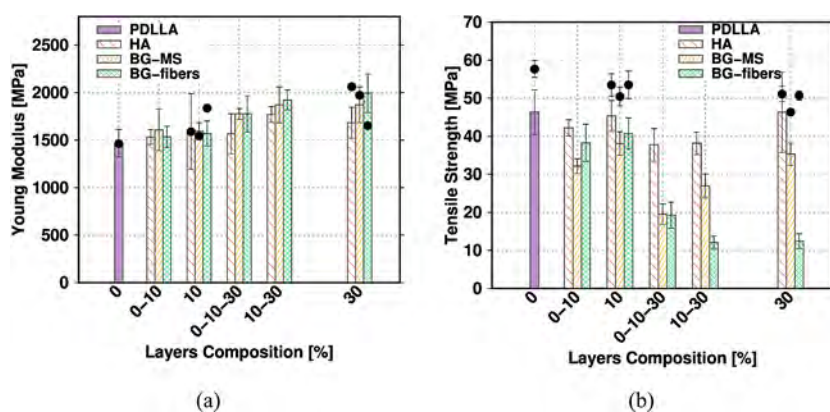 PDLLA
HA
BG-MS
BG-fibers
2500
2000
1500
1000
500
0
Young Modulus [MPa]
0
0-10
10
0-10-30
10-30
30
Layers Composition [%]
(a)
PDLLA
HA
BG-MS
BG-fibers
70
60
50
40
30
20
10
0
Tensile Strength [MPa]
0
0-10
10
0-10-30
10-30
30
Layers Composition [%]
(b)